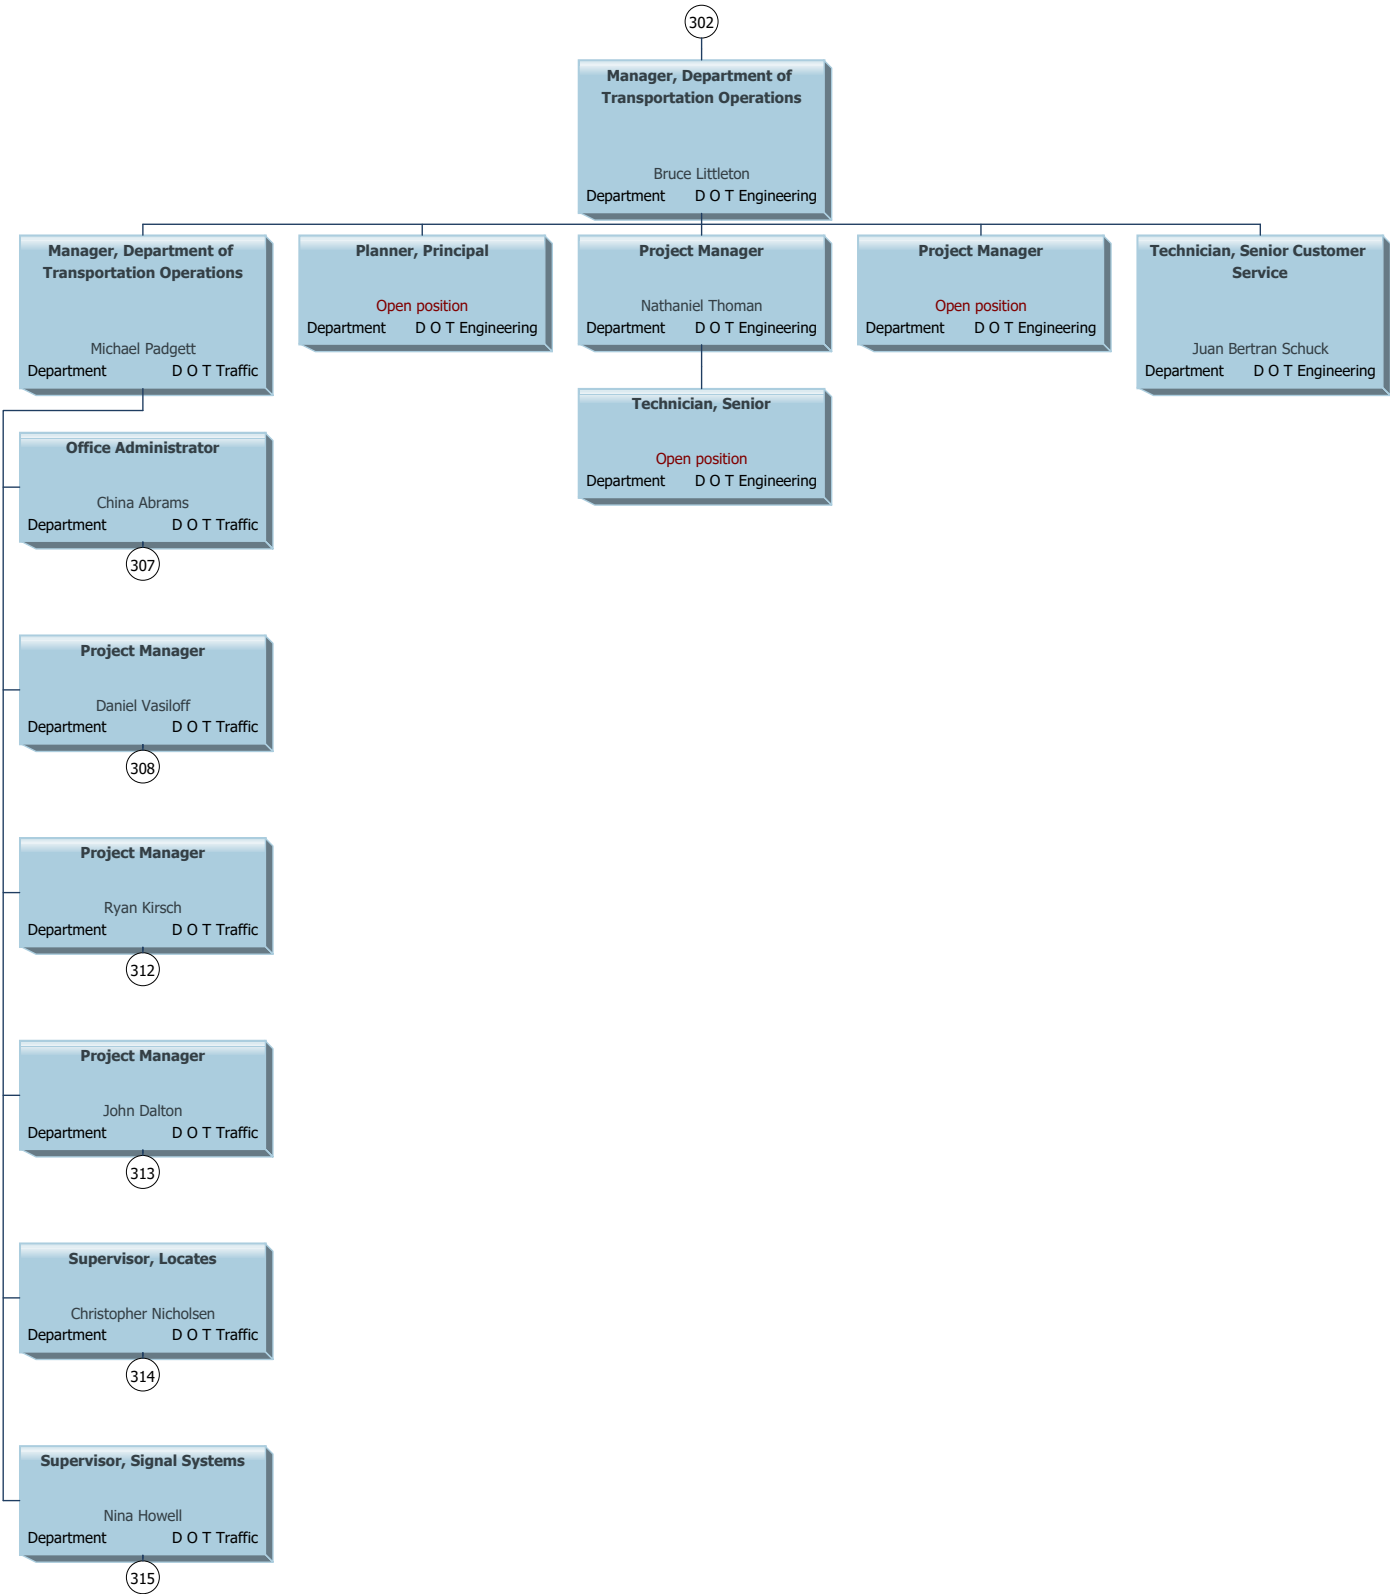 302
Manager, Department of
Transportation Operations
Bruce Littleton
Department D O T Engineering
Manager, Department of
Transportation Operations
Michael Padgett
Department D O T Traffic
Planner, Principal
Open position
Department D O T Engineering
Project Manager
Nathaniel Thoman
Department D O T Engineering
Project Manager
Open position
Department D O T Engineering
Technician, Senior Customer
Service
Juan Bertran Schuck
Department D O T Engineering
Technician, Senior
Open position
Department D O T Engineering
Office Administrator
China Abrams
Department D O T Traffic
307
Project Manager
Daniel Vasiloff
Department D O T Traffic
308
Project Manager
Ryan Kirsch
Department D O T Traffic
312
Project Manager
John Dalton
Department D O T Traffic
313
Supervisor, Locates
Christopher Nicholsen
Department D O T Traffic
314
Supervisor, Signal Systems
Nina Howell
Department D O T Traffic
315